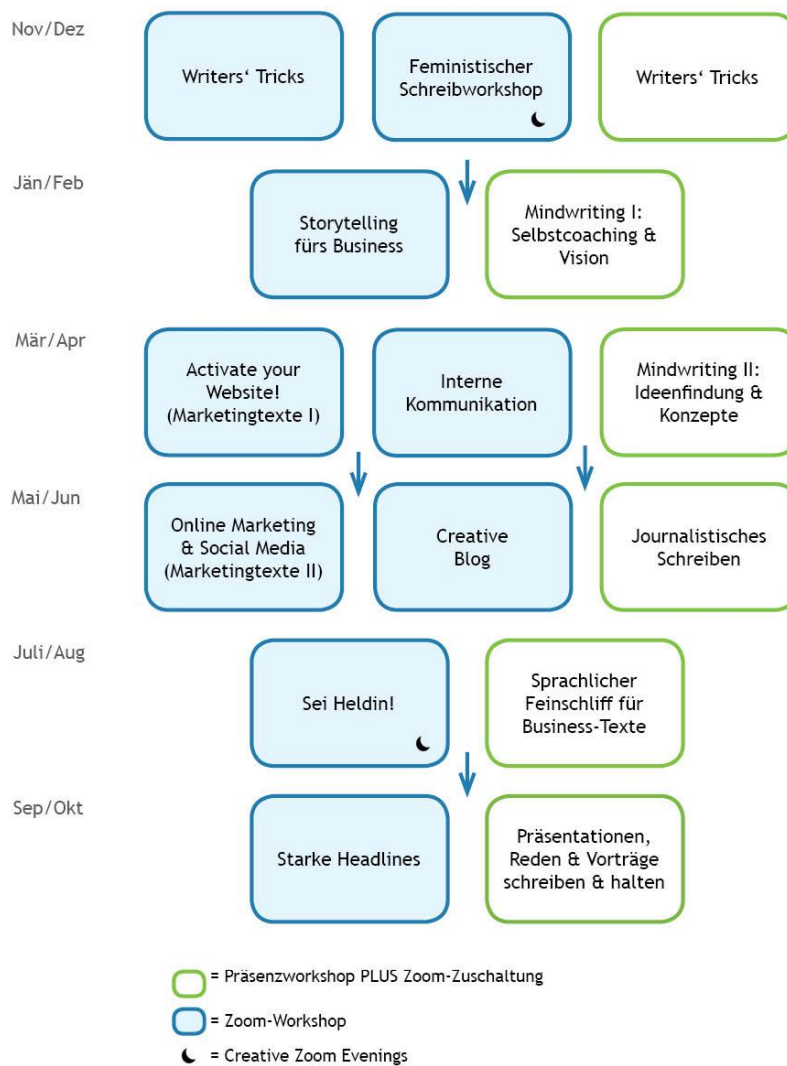 Nov/Dez
Writers‘ Tricks
Feministischer
Schreibworkshop
Writers‘ Tricks
Jän/Feb
Storytelling
fürs Business
Mindwriting I:
Selbstcoaching &
Vision
Mär/Apr
Activate your
Website!
(Marketingtexte I)
Interne
Kommunikation
Mindwriting II:
Ideenfindung &
Konzepte
Mai/Jun
Online Marketing
& Social Media
(Marketingtexte II)
Creative
Blog
Journalistisches
Schreiben
Juli/Aug
Sei Heldin!
Sprachlicher
Feinschliff für
Business-Texte
Sep/Okt
Starke Headlines
Präsentationen,
Reden & Vorträge
schreiben & halten
= Präsenzworkshop PLUS Zoom-Zuschaltung
= Zoom-Workshop
= Creative Zoom Evenings